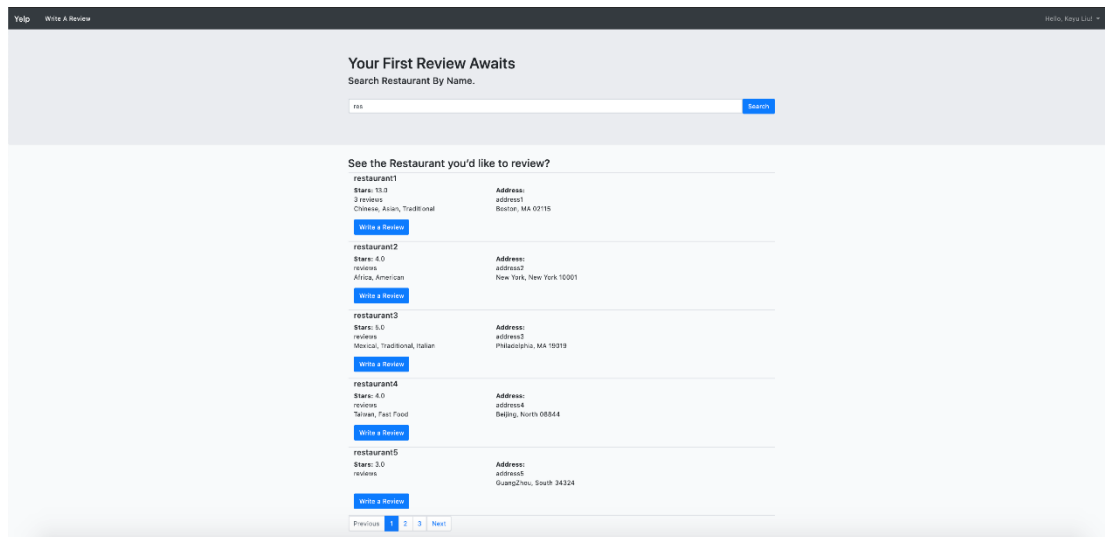 Yelp Write A Review Hello, Keyu Liu!
Your First Review Awaits
Search Restaurant By Name.
res Search
See the Restaurant you'd like to review?
restaurant1
Stars: 13.0 Address:
3 reviews address1
Chinese, Asian, Traditional Boston, MA 02115
Write a Review
restaurant2
Stars: 4.0 Address:
reviews address2
Africa, American New York, New York 10001
Write a Review
restaurant3
Stars: 5.0 Address:
reviews address3
Mexical, Traditional, Italian Philadelphia, MA 19019
Write a Review
restaurant4
Stars: 4.0 Address:
reviews address4
Taiwan, Fast Food Beijing, North 08844
Write a Review
restaurant5
Stars: 3.0 Address:
reviews address5
GuangZhou, South 34324
Write a Review
Previous 1 2 3 Next